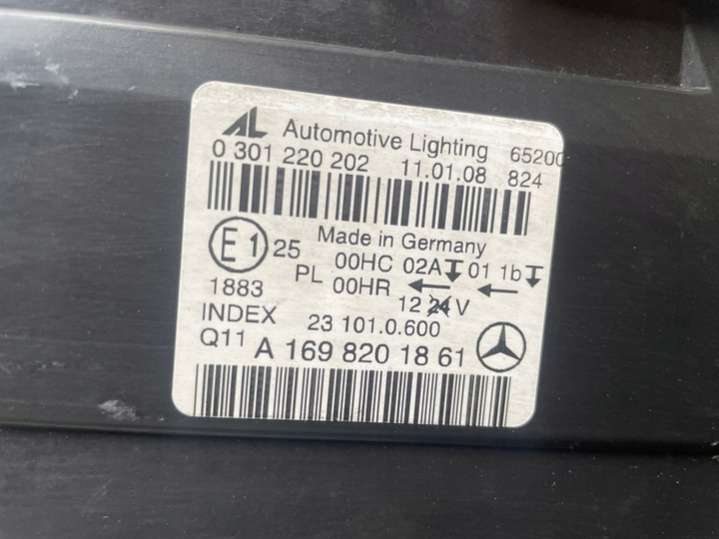 AL Automotive Lighting 65200
0 301 220 202 11.01.08 824
Made in Germany
E1 25 00HC 02A 01 1b
PL 00HR ← ←
1883 12 24 V
INDEX 23 101.0.600
Q11 A 169 820 18 61